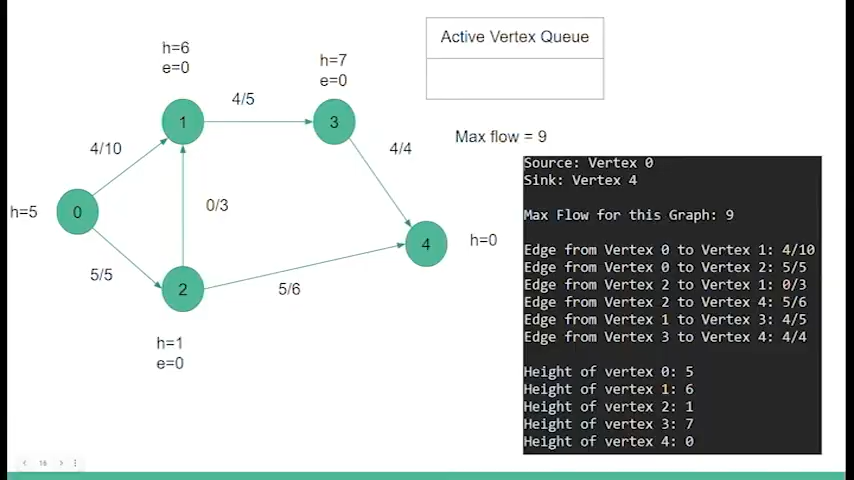 h=6
e=0
h=7
e=0
Active Vertex Queue
1
4/5
3
4/10
4/4
Max flow = 9
h=5
0
0/3
4
h=0
5/5
2
5/6
h=1
e=0
Source: Vertex 0
Sink: Vertex 4
Max Flow for this Graph: 9
Edge from Vertex 0 to Vertex 1: 4/10
Edge from Vertex 0 to Vertex 2: 5/5
Edge from Vertex 2 to Vertex 1: 0/3
Edge from Vertex 2 to Vertex 4: 5/6
Edge from Vertex 1 to Vertex 3: 4/5
Edge from Vertex 3 to Vertex 4: 4/4
Height of vertex 0: 5
Height of vertex 1: 6
Height of vertex 2: 1
Height of vertex 3: 7
Height of vertex 4: 0
16